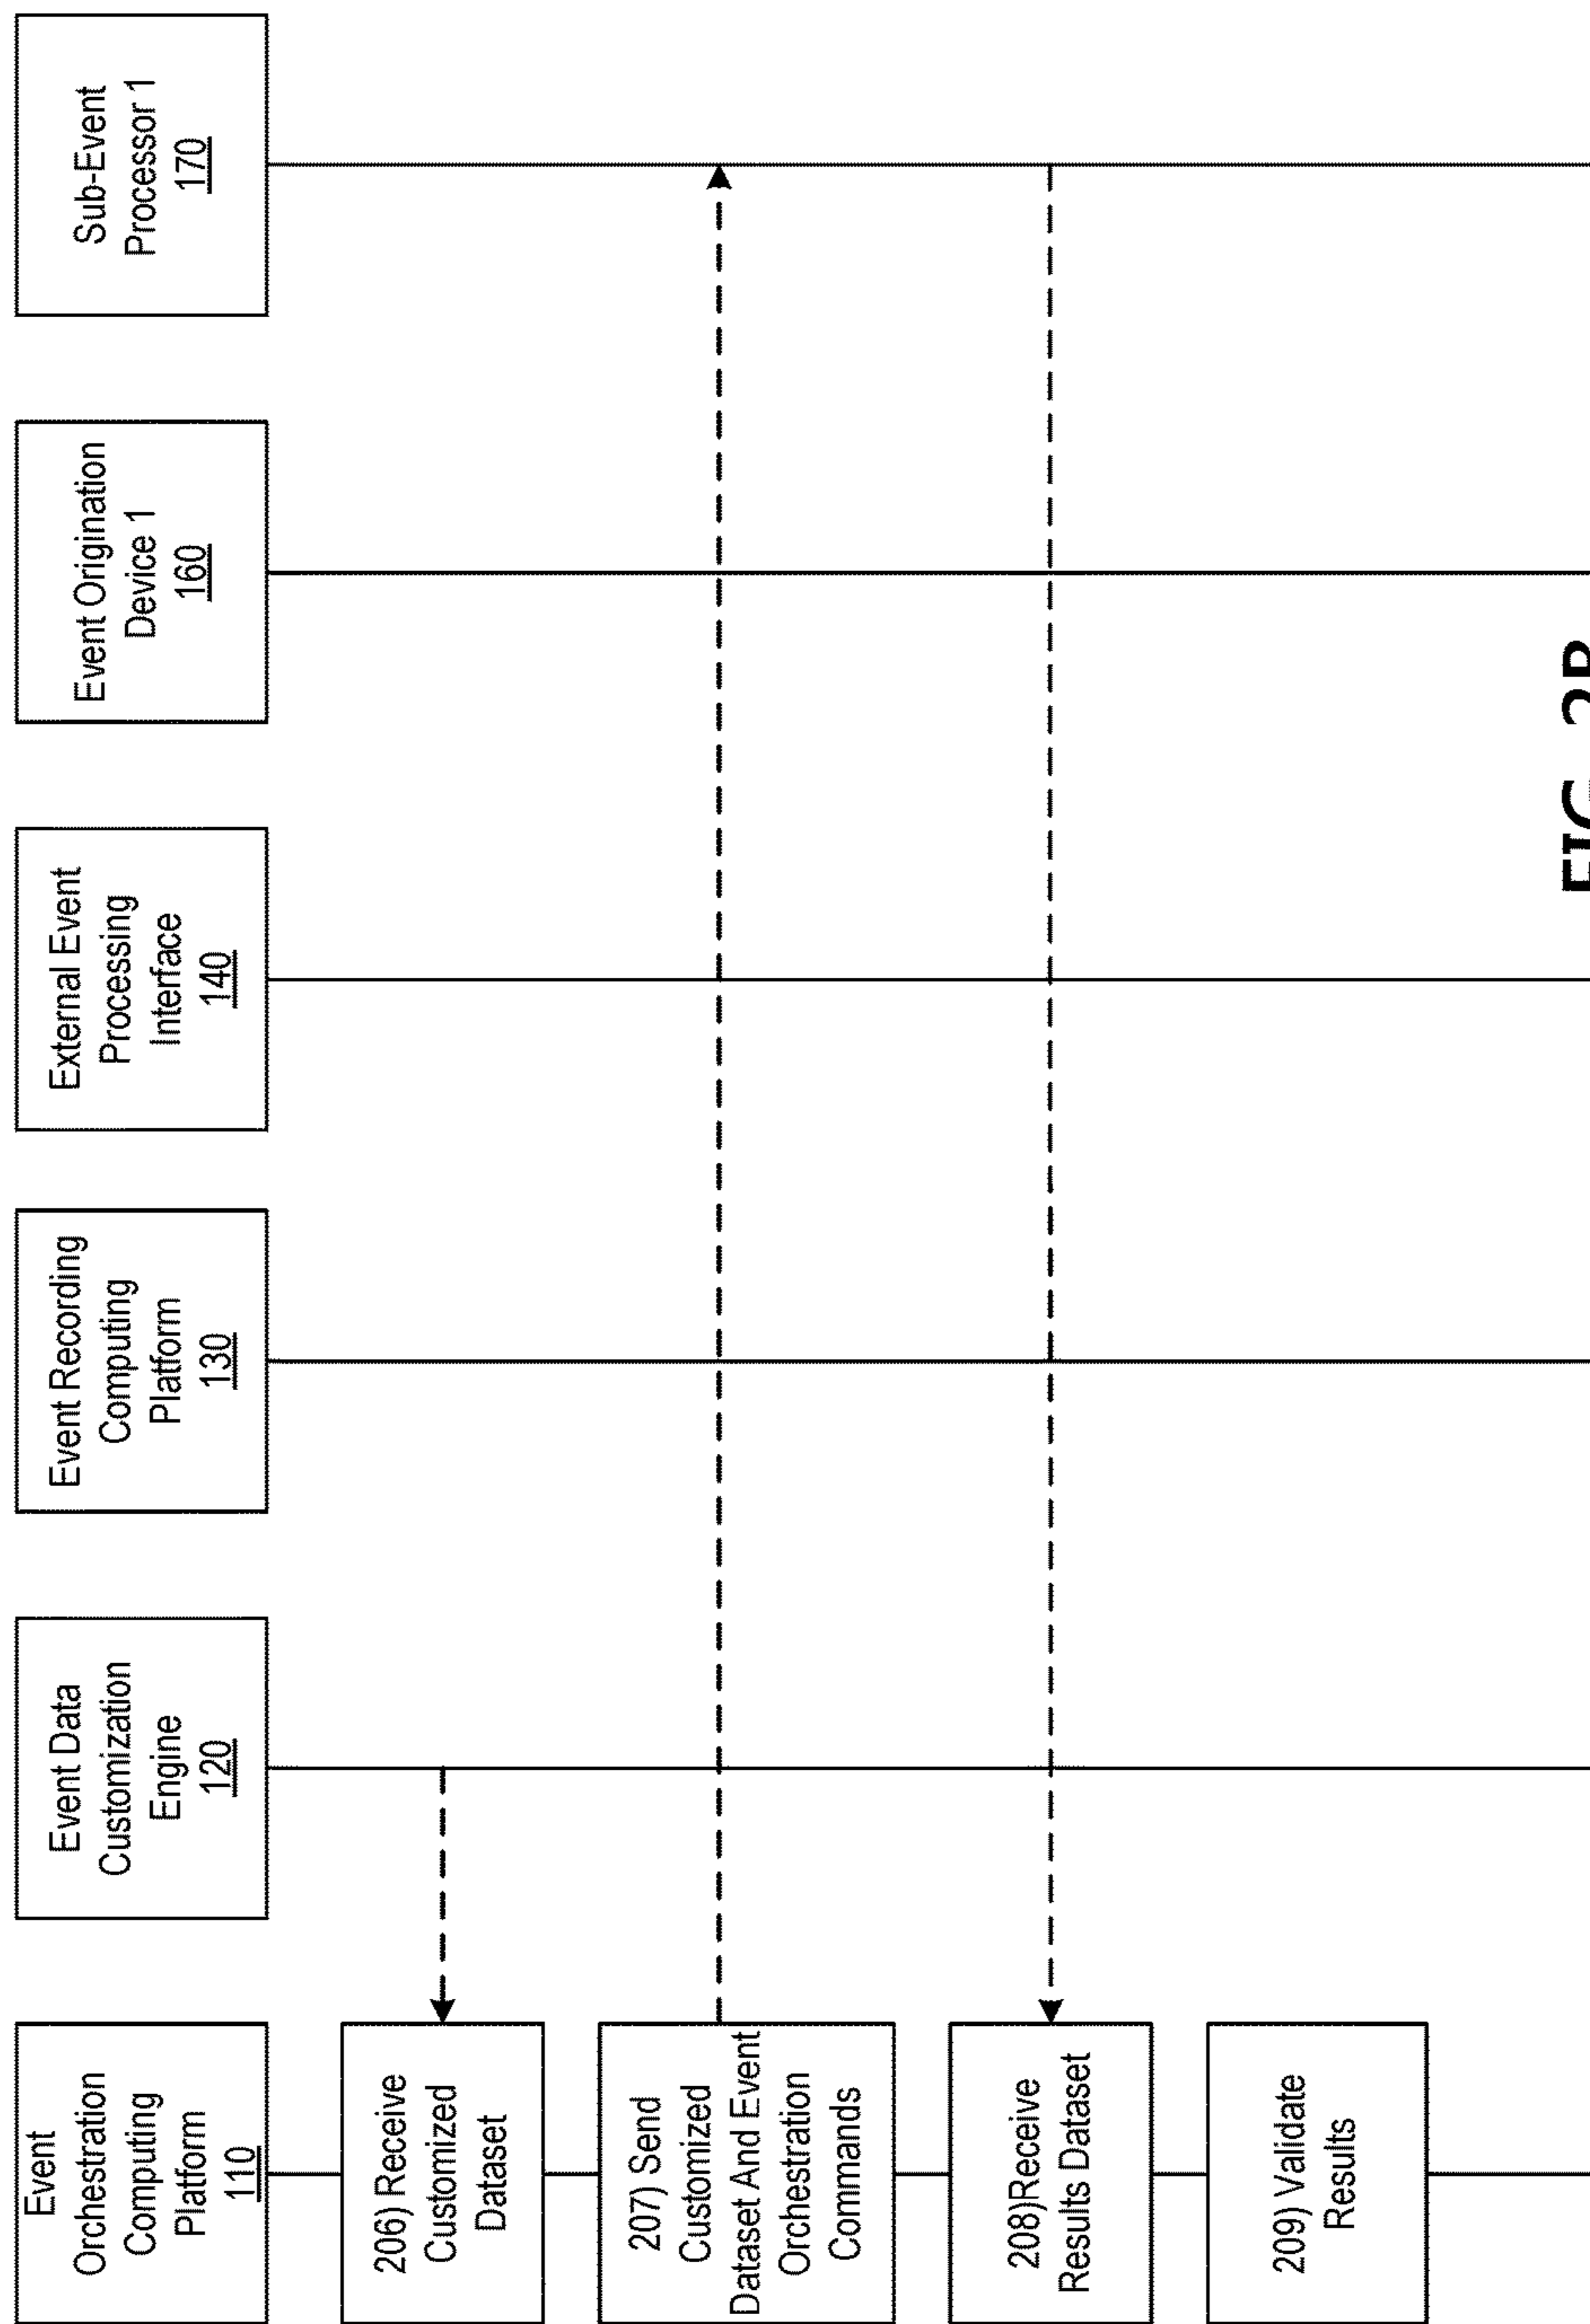 Event
Orchestration
Computing
Platform
110
Event Data
Customization
Engine
120
Event Recording
Computing
Platform
130
External Event
Processing
Interface
140
Event Origination
Device 1
160
Sub-Event
Processor 1
170
206) Receive
Customized
Dataset
207) Send
Customized
Dataset And Event
Orchestration
Commands
208)Receive
Results Dataset
209) Validate
Results
FIG. 2B